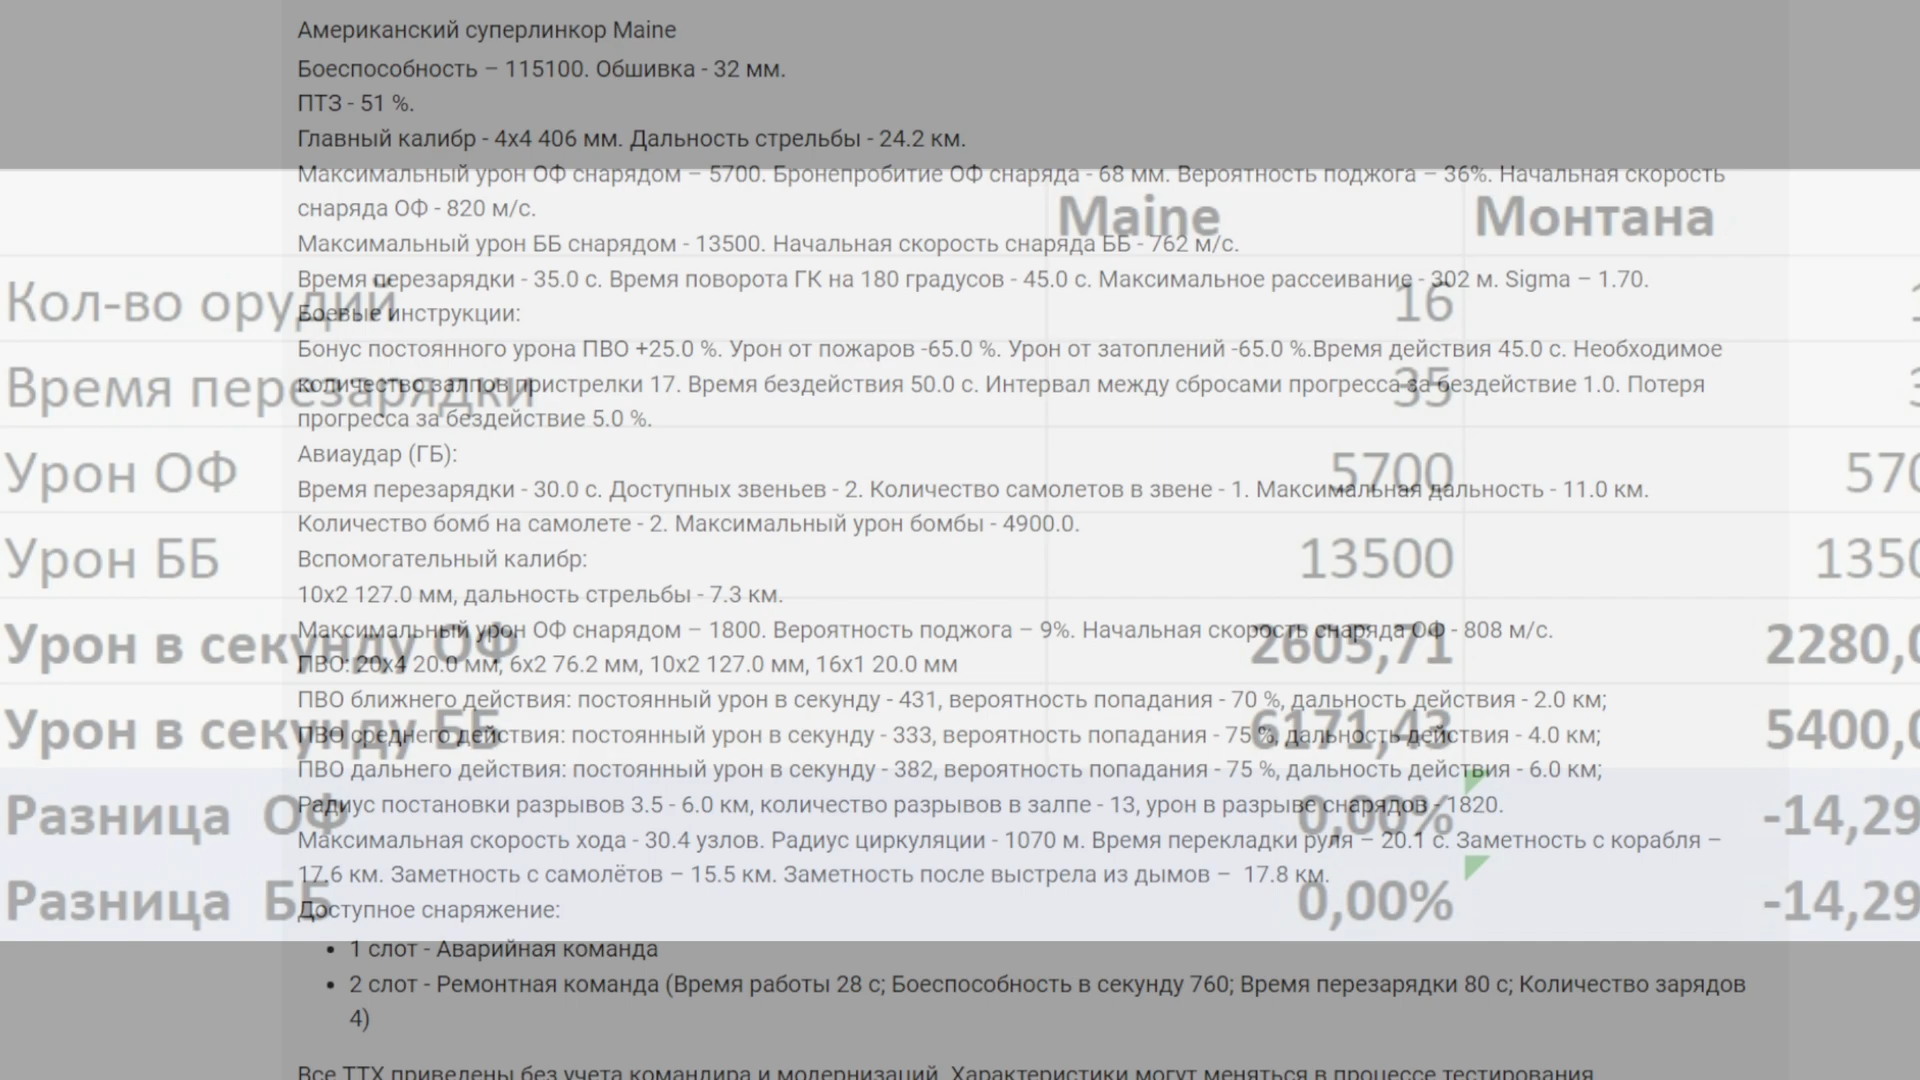 Американский суперлинкор Maine
Боеспособность – 115100. Обшивка - 32 мм.
ПТЗ - 51 %.
Главный калибр - 4x4 406 мм. Дальность стрельбы - 24.2 км.
Максимальный урон ОФ снарядом – 5700. Бронепробитие ОФ снаряда - 68 мм. Вероятность поджога – 36%. Начальная скорость
снаряда ОФ - 820 м/с.
Maine Монтана
Максимальный урон ББ снарядом - 13500. Начальная скорость снаряда ББ - 762 м/с.
Время перезарядки - 35.0 с. Время поворота ГК на 180 градусов - 45.0 с. Максимальное рассеивание - 302 м. Sigma – 1.70.
Кол-во орудий 16
Боевые инструкции:
Бонус постоянного урона ПВО +25.0 %. Урон от пожаров -65.0 %. Урон от затоплений -65.0 %.Время действия 45.0 с. Необходимое
количество залпов пристрелки 17. Время бездействия 50.0 с. Интервал между сбросами прогресса за бездействие 1.0. Потеря
Время перезарядки 35
прогресса за бездействие 5.0 %.
Авиаудар (ГБ):
Урон ОФ 5700 570
Время перезарядки - 30.0 с. Доступных звеньев - 2. Количество самолетов в звене - 1. Максимальная дальность - 11.0 км.
Количество бомб на самолете - 2. Максимальный урон бомбы - 4900.0.
Урон ББ 13500 1350
Вспомогательный калибр:
10x2 127.0 мм, дальность стрельбы - 7.3 км.
Максимальный урон ОФ снарядом – 1800. Вероятность поджога – 9%. Начальная скорость снаряда ОФ - 808 м/с.
Урон в секунду ОФ 2605,71 2280,0
ПВО: 20x4 20.0 мм, 6x2 76.2 мм, 10x2 127.0 мм, 16x1 20.0 мм
ПВО ближнего действия: постоянный урон в секунду - 431, вероятность попадания - 70 %, дальность действия - 2.0 км;
Урон в секунду ББ 6171,43 5400,0
ПВО среднего действия: постоянный урон в секунду - 333, вероятность попадания - 75 %, дальность действия - 4.0 км;
ПВО дальнего действия: постоянный урон в секунду - 382, вероятность попадания - 75 %, дальность действия - 6.0 км;
Радиус постановки разрывов 3.5 - 6.0 км, количество разрывов в залпе - 13, урон в разрыве снарядов - 1820.
Разница ОФ 0,00% -14,29
Максимальная скорость хода - 30.4 узлов. Радиус циркуляции - 1070 м. Время перекладки руля – 20.1 с. Заметность с корабля –
17.6 км. Заметность с самолётов – 15.5 км. Заметность после выстрела из дымов – 17.8 км.
Разница ББ 0,00% -14,29
Доступное снаряжение:
• 1 слот - Аварийная команда
• 2 слот - Ремонтная команда (Время работы 28 с; Боеспособность в секунду 760; Время перезарядки 80 с; Количество зарядов
4)
Все ТТХ приведены без учета командира и модернизаций. Характеристики могут меняться в процессе тестирования.